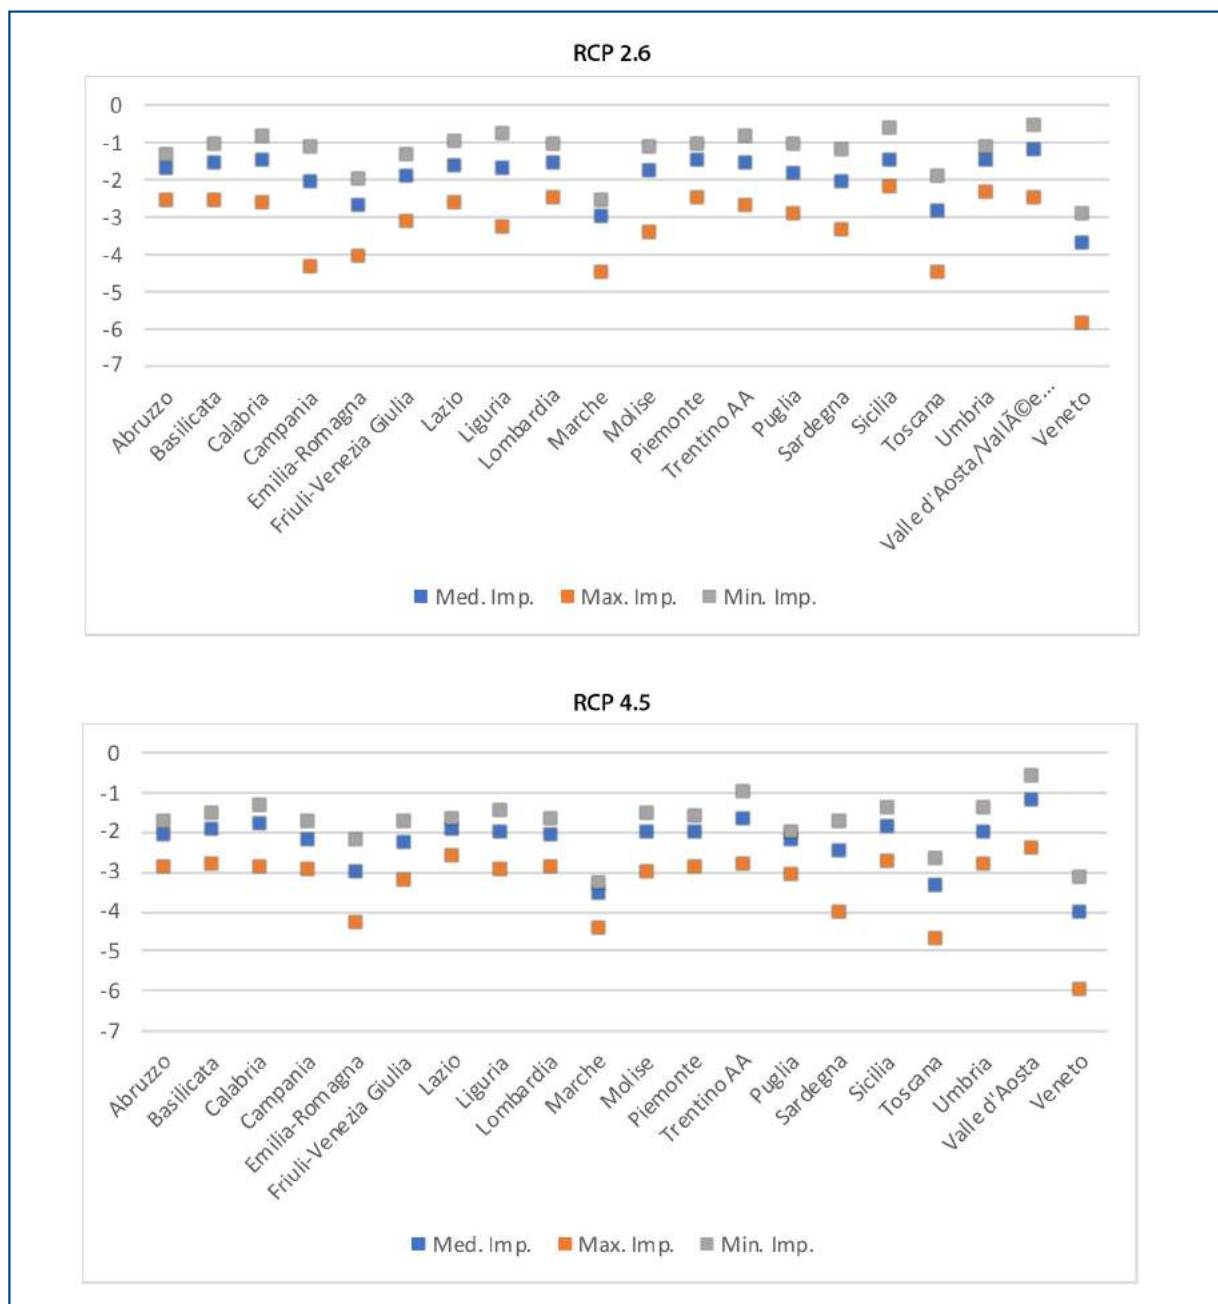 RCP 2.6
0
-1
-2
-3
-4
-5
-6
-7
Abruzzo
Basilicata
Calabria
Campania
Emilia-Romagna
Friuli-Venezia Giulia
Lazio
Liguria
Lombardia
Marche
Molise
Piemonte
Trentino AA
Puglia
Sardegna
Sicilia
Toscana
Umbria
Valle d'Aosta/VallÃ©e...
Veneto
Med. Imp. Max. Imp. Min. Imp.
RCP 4.5
0
-1
-2
-3
-4
-5
-6
-7
Abruzzo
Basilicata
Calabria
Campania
Emilia-Romagna
Friuli-Venezia Giulia
Lazio
Liguria
Lombardia
Marche
Molise
Piemonte
Trentino AA
Puglia
Sardegna
Sicilia
Toscana
Umbria
Valle d'Aosta
Veneto
Med. Imp. Max. Imp. Min. Imp.